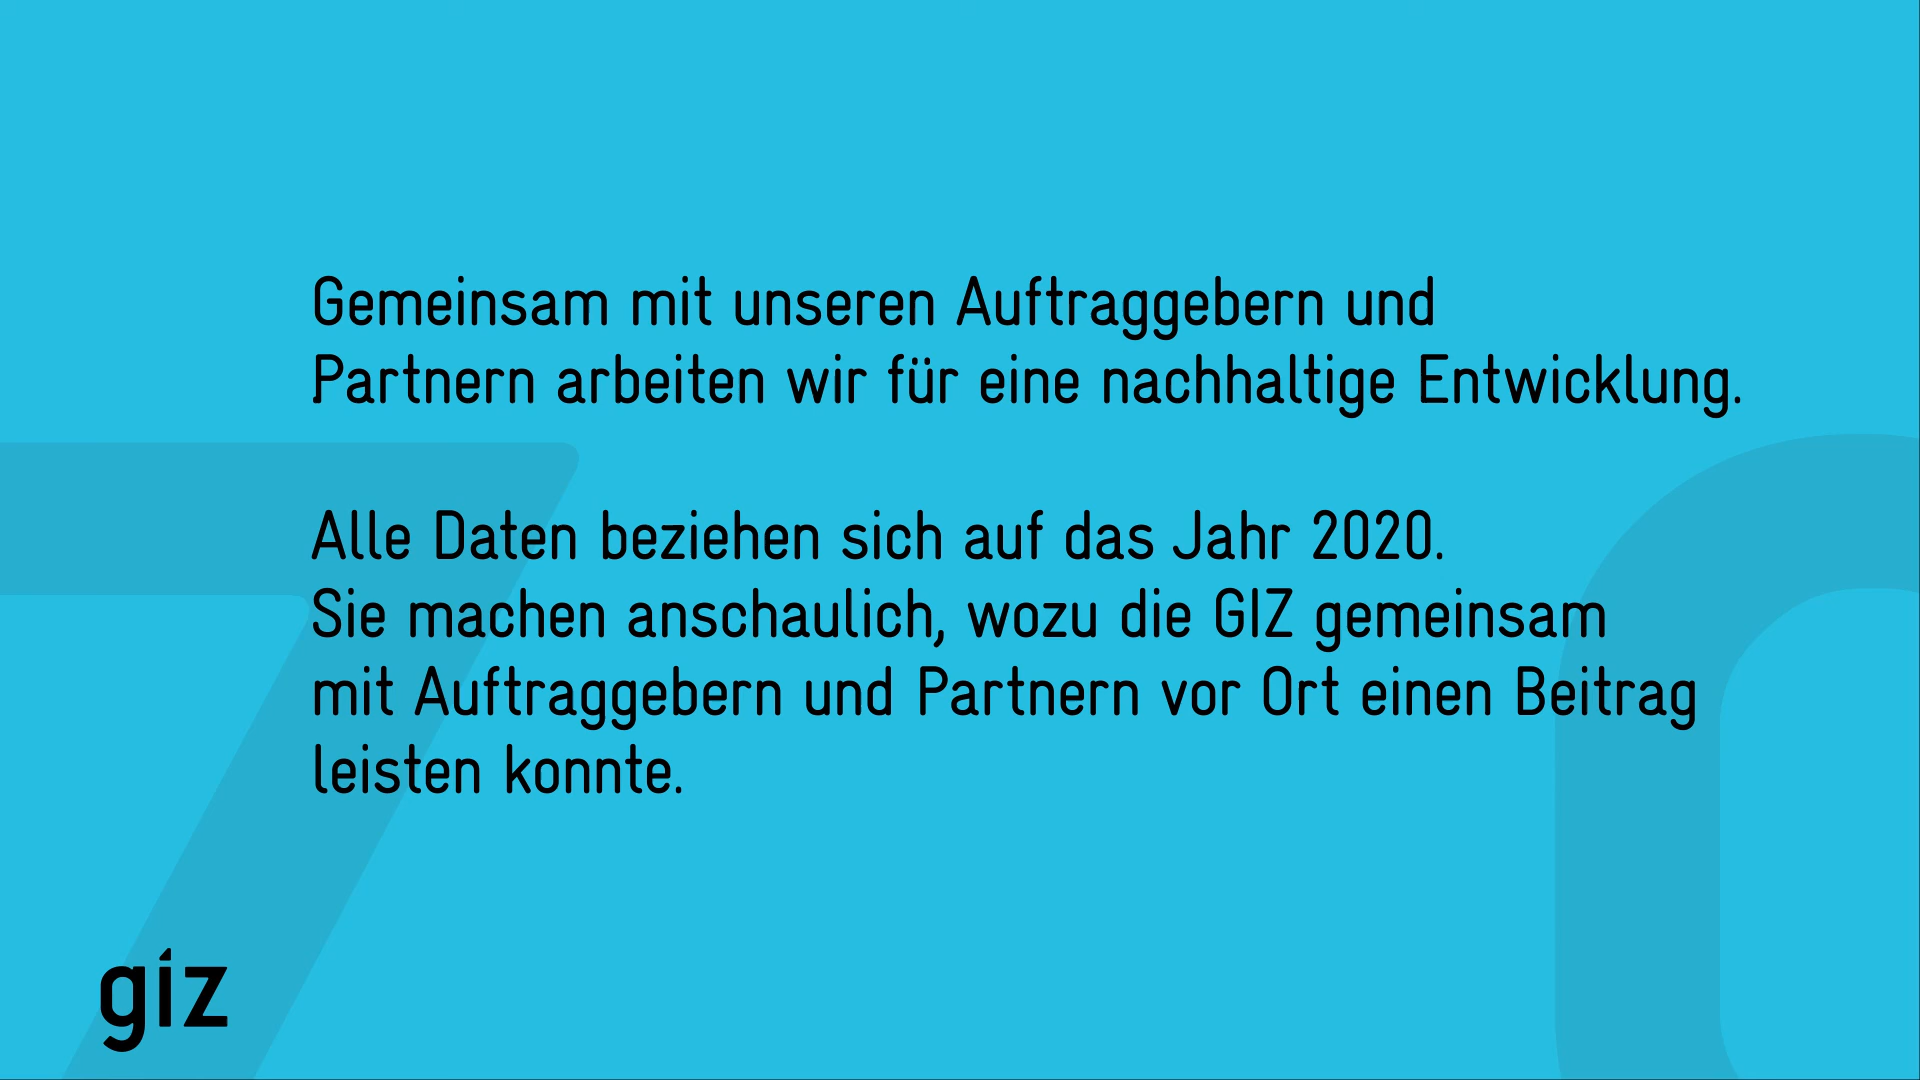 Gemeinsam mit unseren Auftraggebern und
Partnern arbeiten wir für eine nachhaltige Entwicklung.
Alle Daten beziehen sich auf das Jahr 2020.
Sie machen anschaulich, wozu die GIZ gemeinsam
mit Auftraggebern und Partnern vor Ort einen Beitrag
leisten konnte.
giz